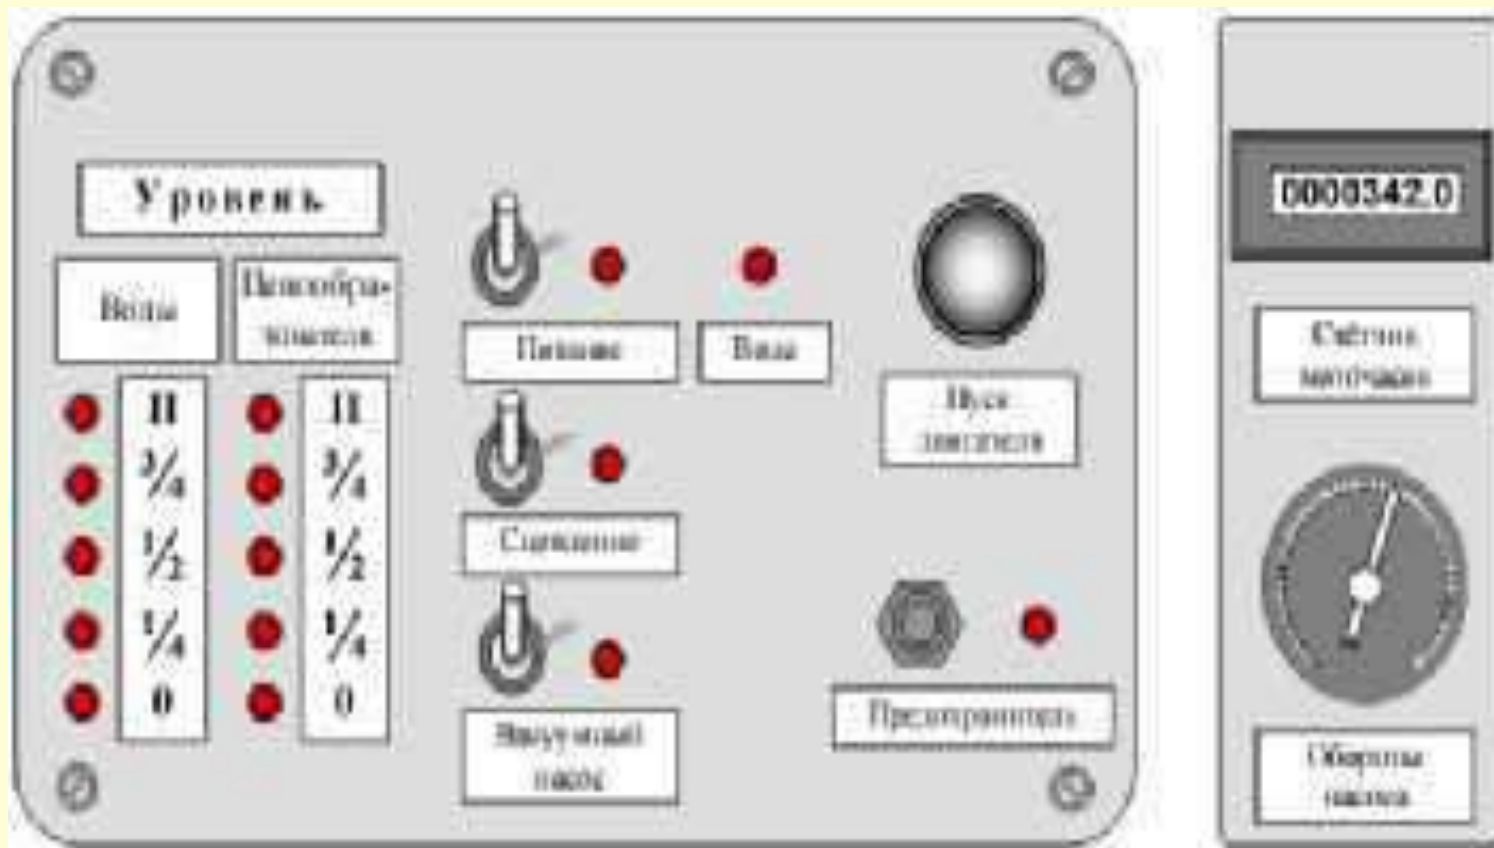 Уровень
Воды
Пенообра-
зователя
П
3/4
1/2
1/4
0
П
3/4
1/2
1/4
0
Питание
Вода
Сцепление
Вакуумный
насос
Пуск
двигателя
Предохранитель
0000342.0
Счётчик
моточасов
Обороты
насоса